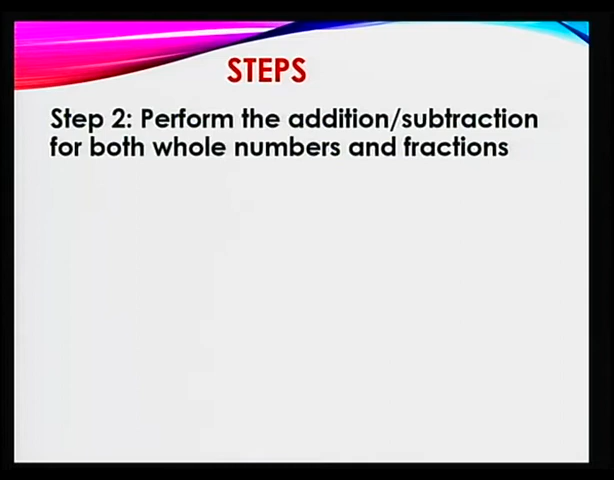 STEPS
Step 2: Perform the addition/subtraction
for both whole numbers and fractions